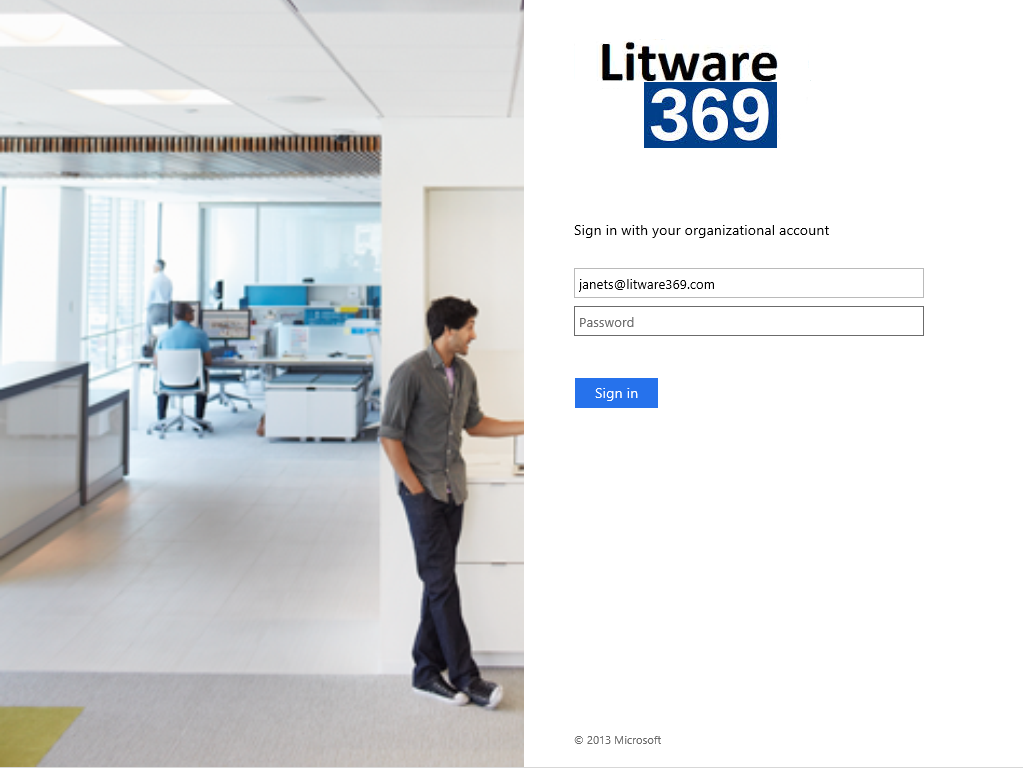 Litware
369
Sign in with your organizational account
janets@litware369.com
Password
Sign in
© 2013 Microsoft